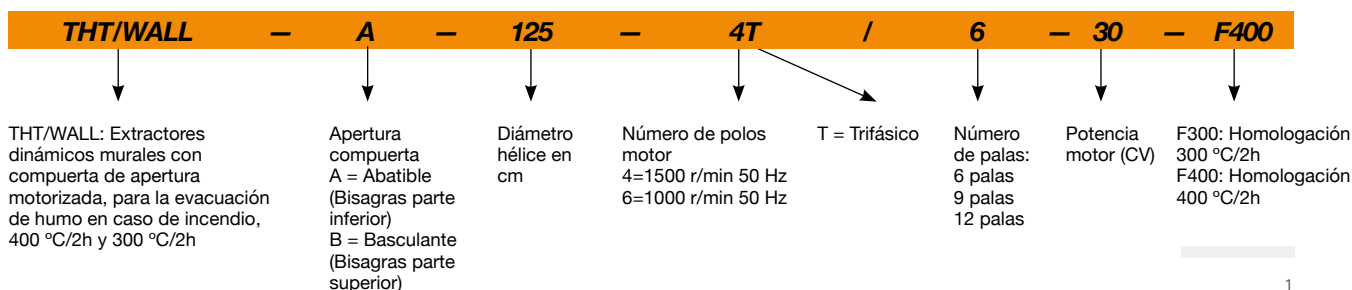 THT/WALL — A — 125 — 4T / 6 — 30 — F400
THT/WALL: Extractores
dinámicos murales con
compuerta de apertura
motorizada, para la evacuación
de humo en caso de incendio,
400 ºC/2h y 300 ºC/2h
Apertura
compuerta
A = Abatible
(Bisagras parte
inferior)
B = Basculante
(Bisagras parte
superior)
Diámetro
hélice en
cm
Número de polos
motor
4=1500 r/min 50 Hz
6=1000 r/min 50 Hz
T = Trifásico
Número
de palas:
6 palas
9 palas
12 palas
Potencia
motor (CV)
F300: Homologación
300 ºC/2h
F400: Homologación
400 ºC/2h
1